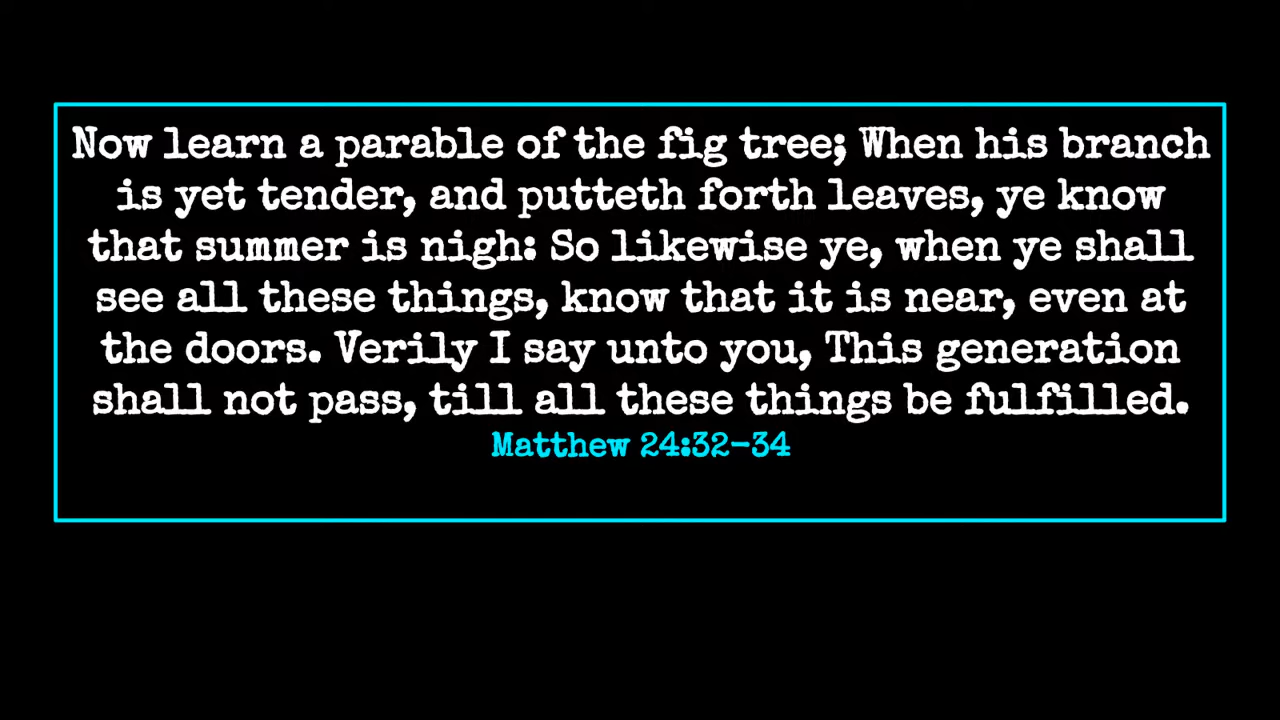 Now learn a parable of the fig tree; When his branch
is yet tender, and putteth forth leaves, ye know
that summer is nigh: So likewise ye, when ye shall
see all these things, know that it is near, even at
the doors. Verily I say unto you, This generation
shall not pass, till all these things be fulfilled.
Matthew 24:32-34